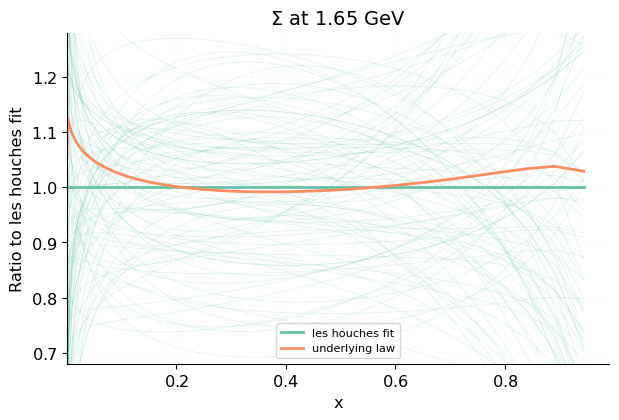 Σ at 1.65 GeV
Ratio to les houches fit
1.2
1.1
1.0
0.9
0.8
0.7
les houches fit
underlying law
0.2
0.4
0.6
0.8
x